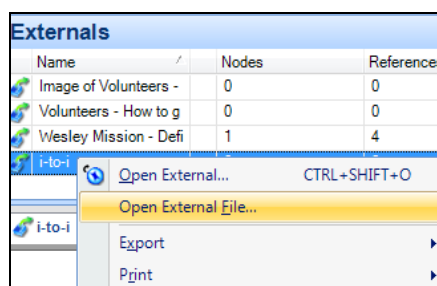 Externals
Name Nodes Reference
Image of Volunteers - 0 0
Volunteers - How to g 0 0
Wesley Mission - Defi 1 4
i-to-i
Open External... CTRL+SHIFT+O
Open External File...
i-to-i
Export
Print